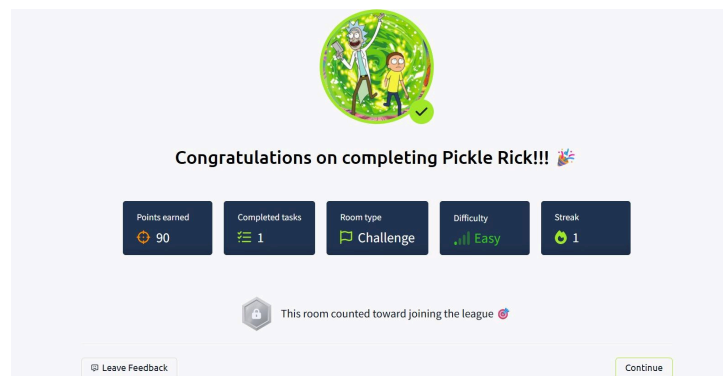 Congratulations on completing Pickle Rick!!! 🎉
Points earned
90
Completed tasks
1
Room type
Challenge
Difficulty
Easy
Streak
1
This room counted toward joining the league 🎯
Leave Feedback
Continue